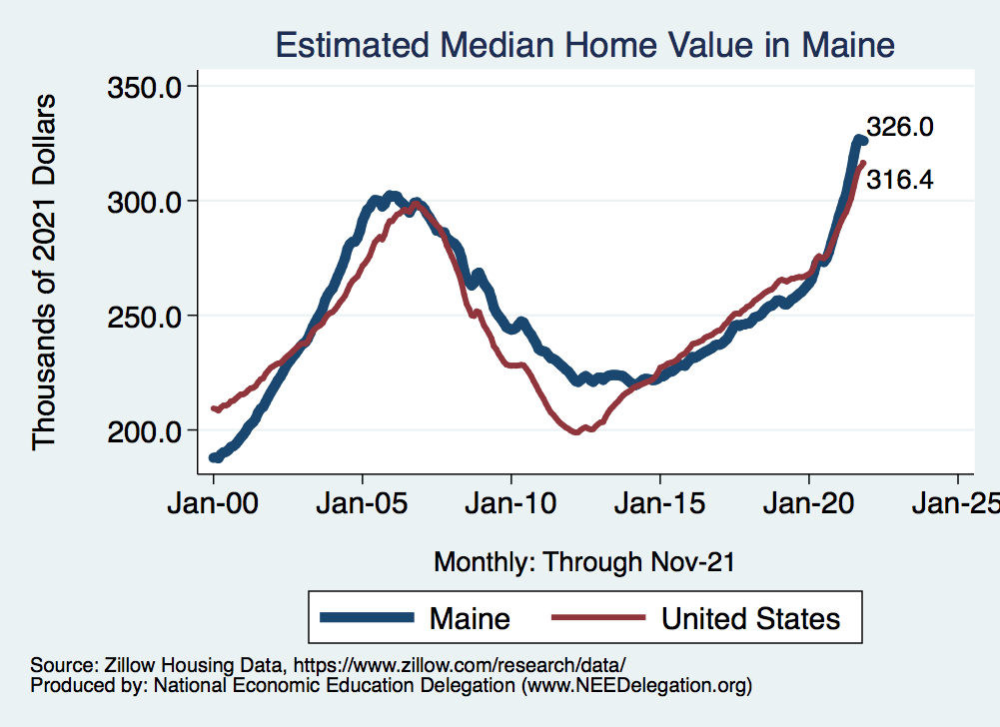 Estimated Median Home Value in Maine
Thousands of 2021 Dollars
350.0
300.0
250.0
200.0
326.0
316.4
Jan-00 Jan-05 Jan-10 Jan-15 Jan-20 Jan-25
Monthly: Through Nov-21
Maine United States
Source: Zillow Housing Data, https://www.zillow.com/research/data/
Produced by: National Economic Education Delegation (www.NEEDelegation.org)